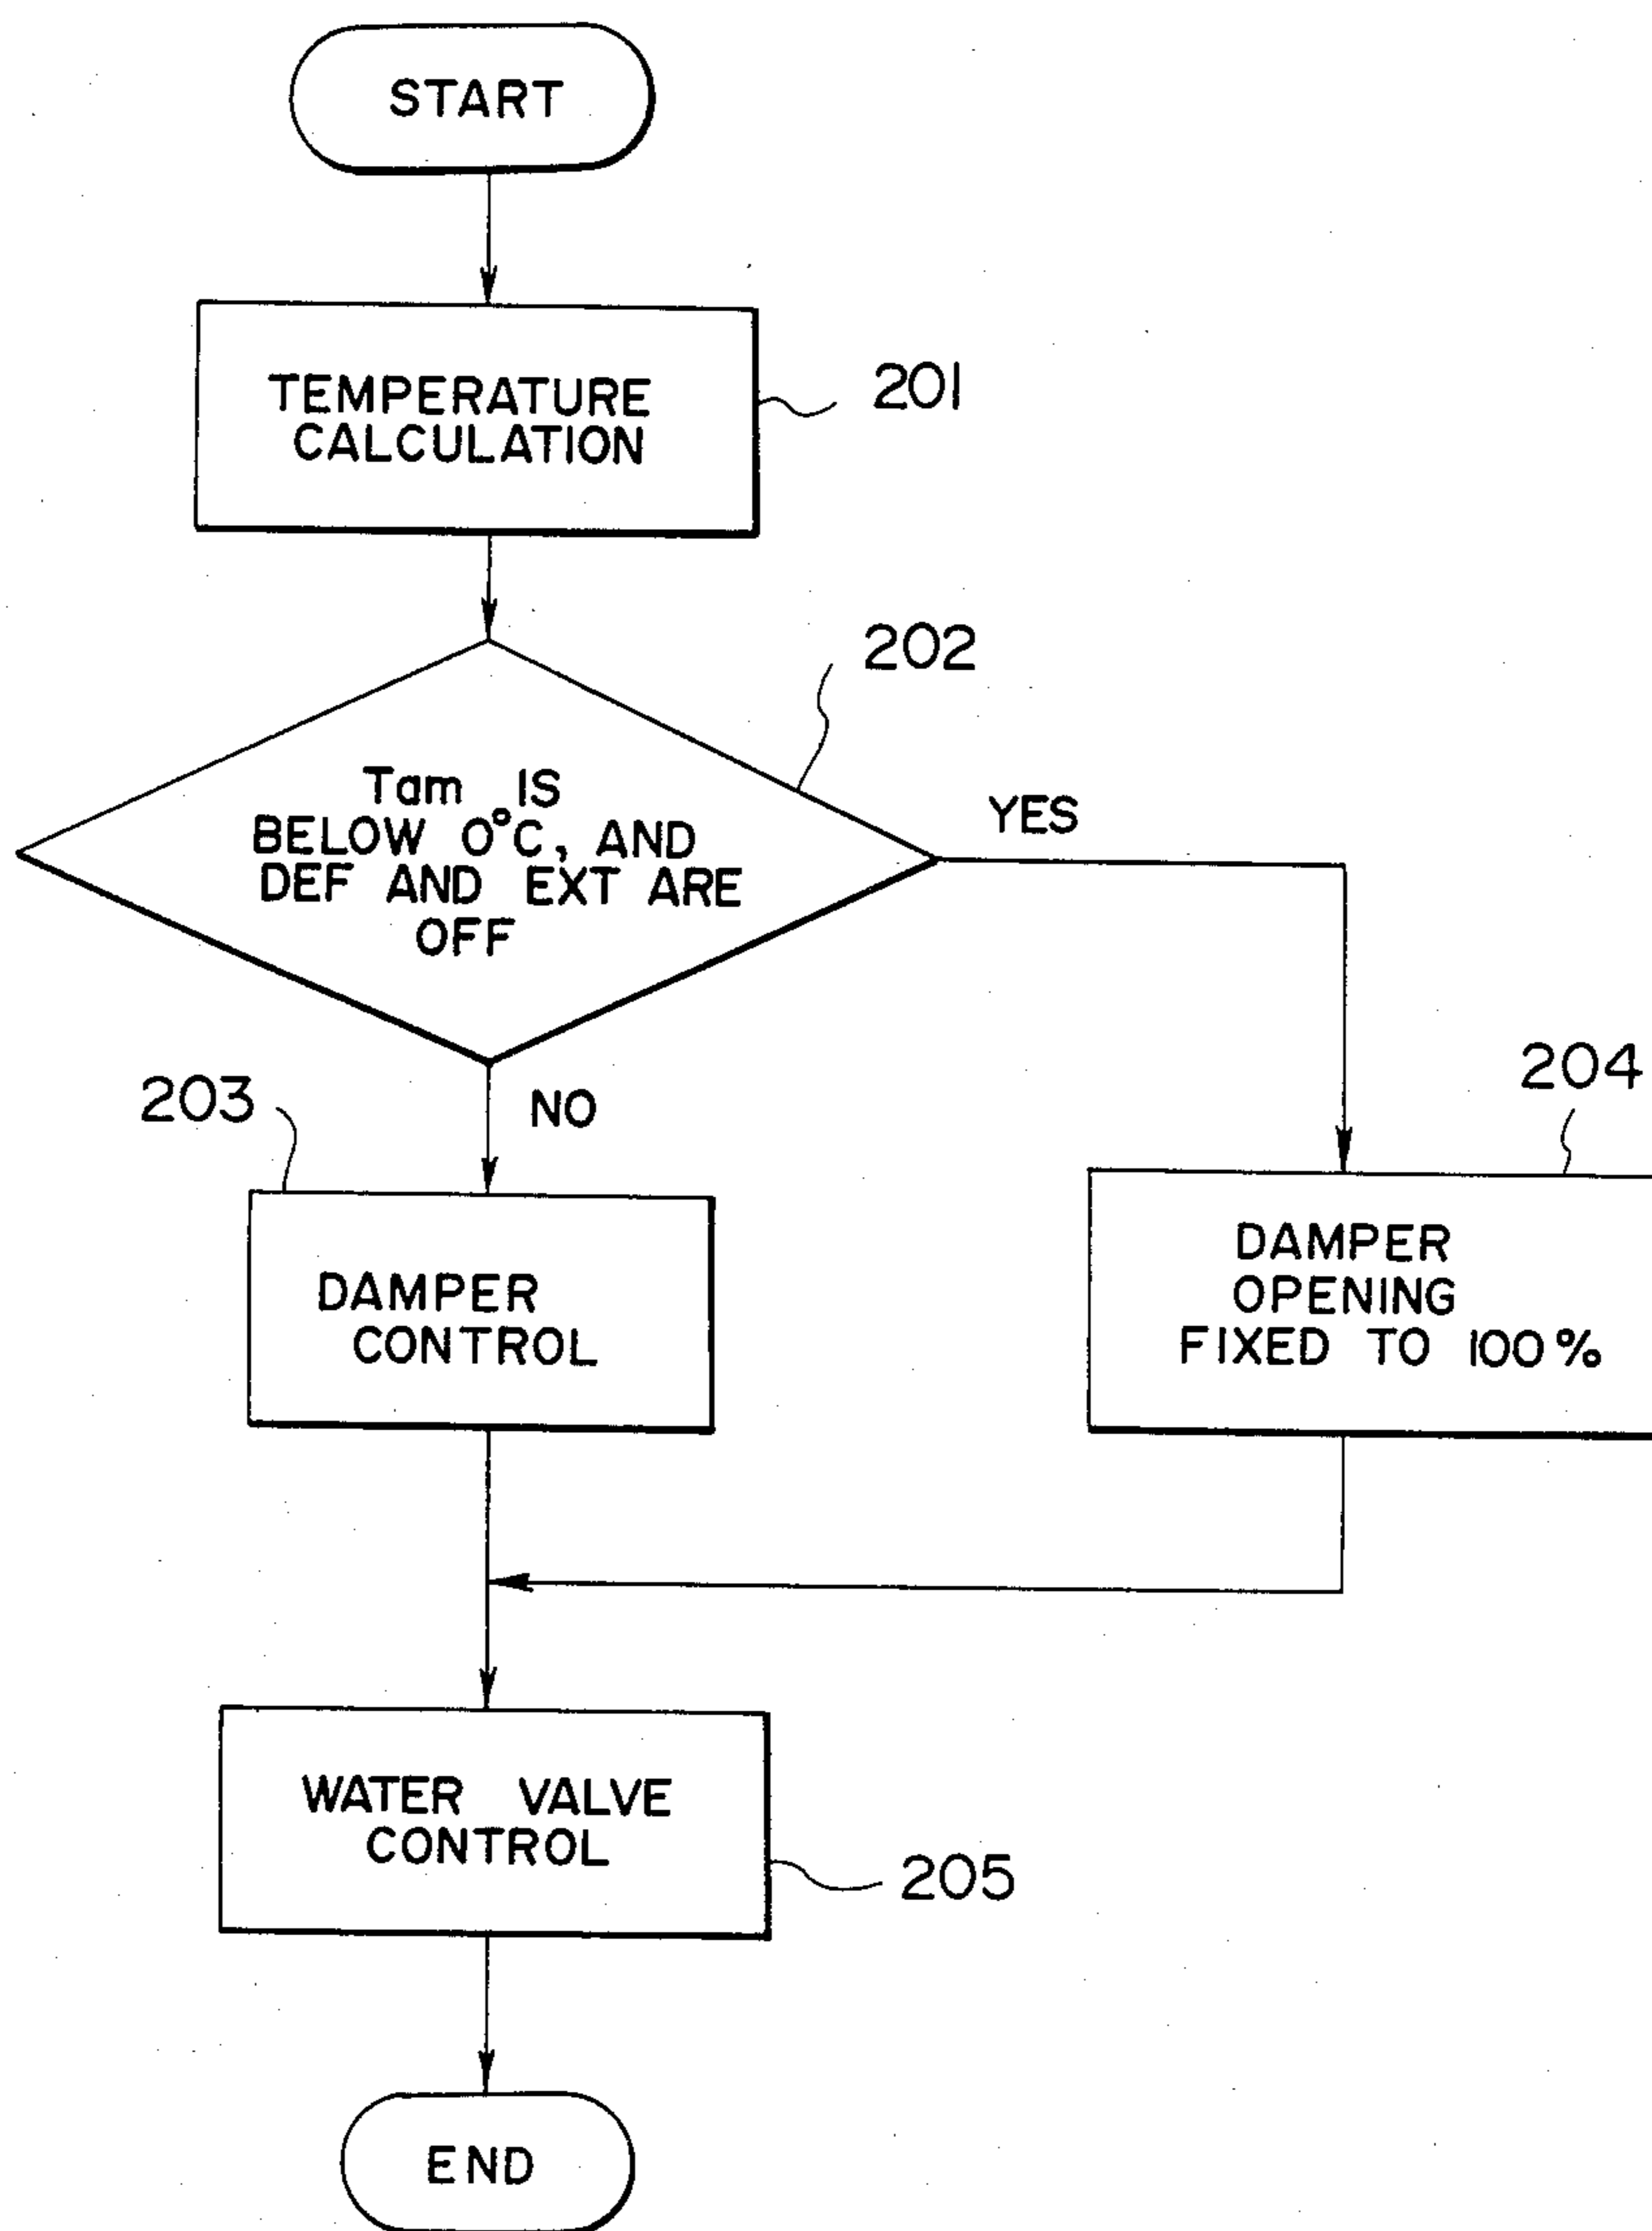 START
TEMPERATURE
CALCULATION
201
202
Tam IS
BELOW 0°C, AND
DEF AND EXT ARE
OFF
YES
NO
203
204
DAMPER
CONTROL
DAMPER
OPENING
FIXED TO 100%
WATER VALVE
CONTROL
205
END